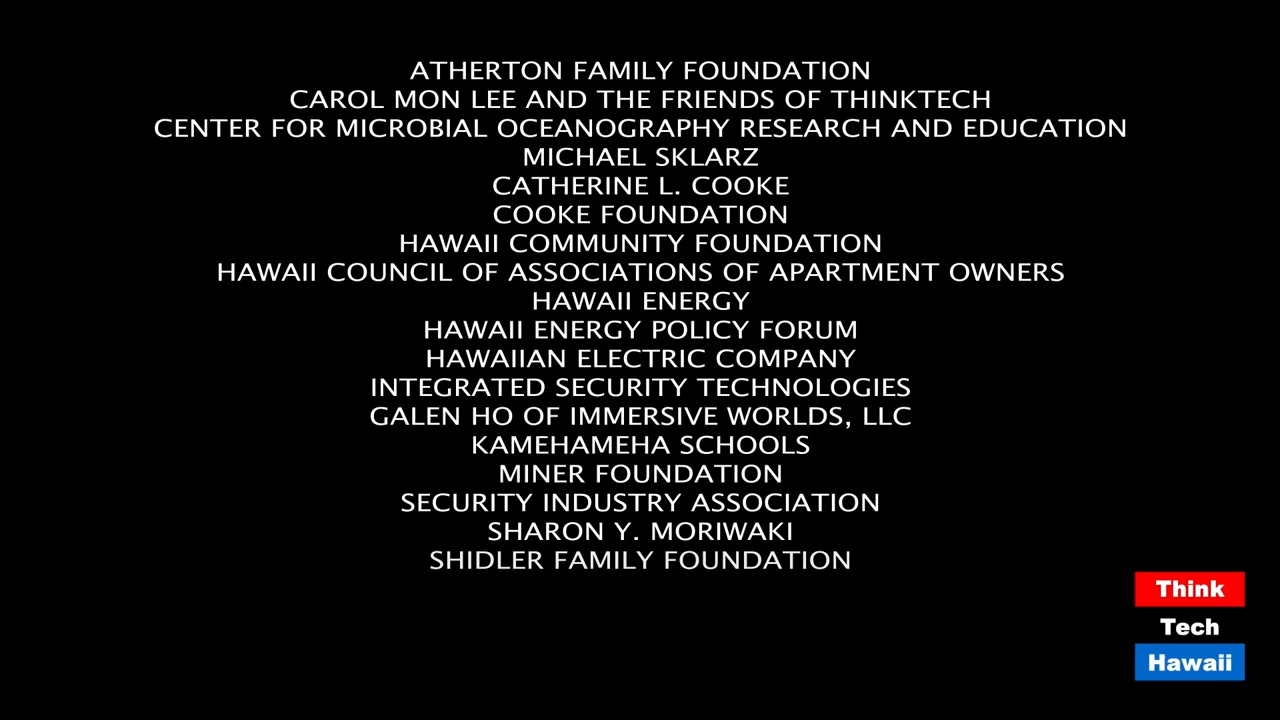 ATHERTON FAMILY FOUNDATION
CAROL MON LEE AND THE FRIENDS OF THINKTECH
CENTER FOR MICROBIAL OCEANOGRAPHY RESEARCH AND EDUCATION
MICHAEL SKLARZ
CATHERINE L. COOKE
COOKE FOUNDATION
HAWAII COMMUNITY FOUNDATION
HAWAII COUNCIL OF ASSOCIATIONS OF APARTMENT OWNERS
HAWAII ENERGY
HAWAII ENERGY POLICY FORUM
HAWAIIAN ELECTRIC COMPANY
INTEGRATED SECURITY TECHNOLOGIES
GALEN HO OF IMMERSIVE WORLDS, LLC
KAMEHAMEHA SCHOOLS
MINER FOUNDATION
SECURITY INDUSTRY ASSOCIATION
SHARON Y. MORIWAKI
SHIDLER FAMILY FOUNDATION
Think
Tech
Hawaii